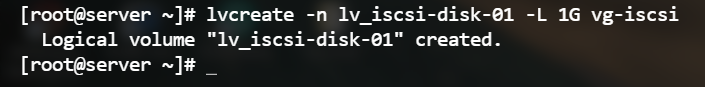 [root@server ~]# lvcreate -n lv_iscsi-disk-01 -L 1G vg-iscsi
  Logical volume "lv_iscsi-disk-01" created.
[root@server ~]# _